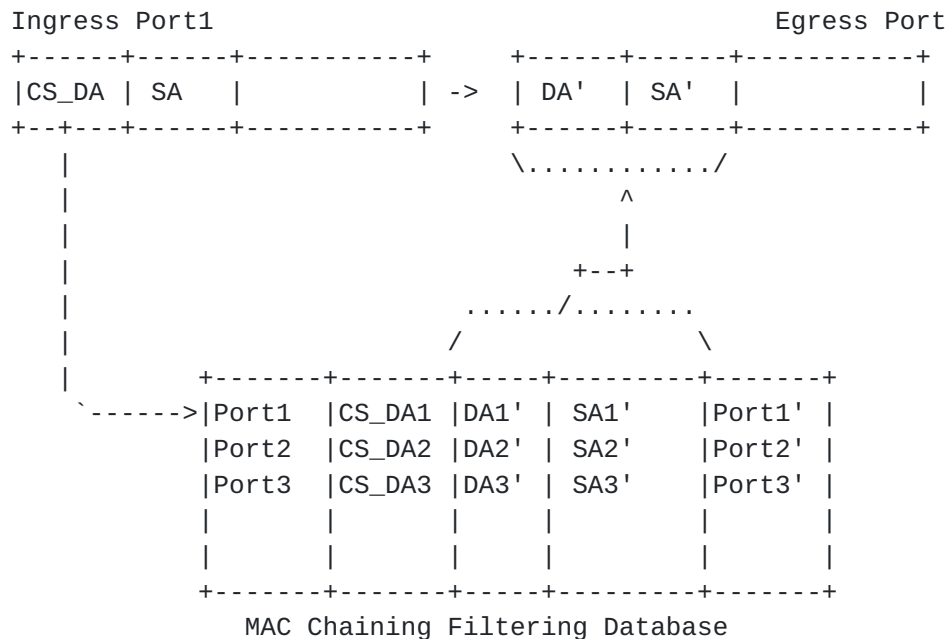 Ingress Port1 Egress Port
CS_DA SA -> DA' SA'
Port1 CS_DA1 DA1' SA1' Port1'
Port2 CS_DA2 DA2' SA2' Port2'
Port3 CS_DA3 DA3' SA3' Port3'
MAC Chaining Filtering Database